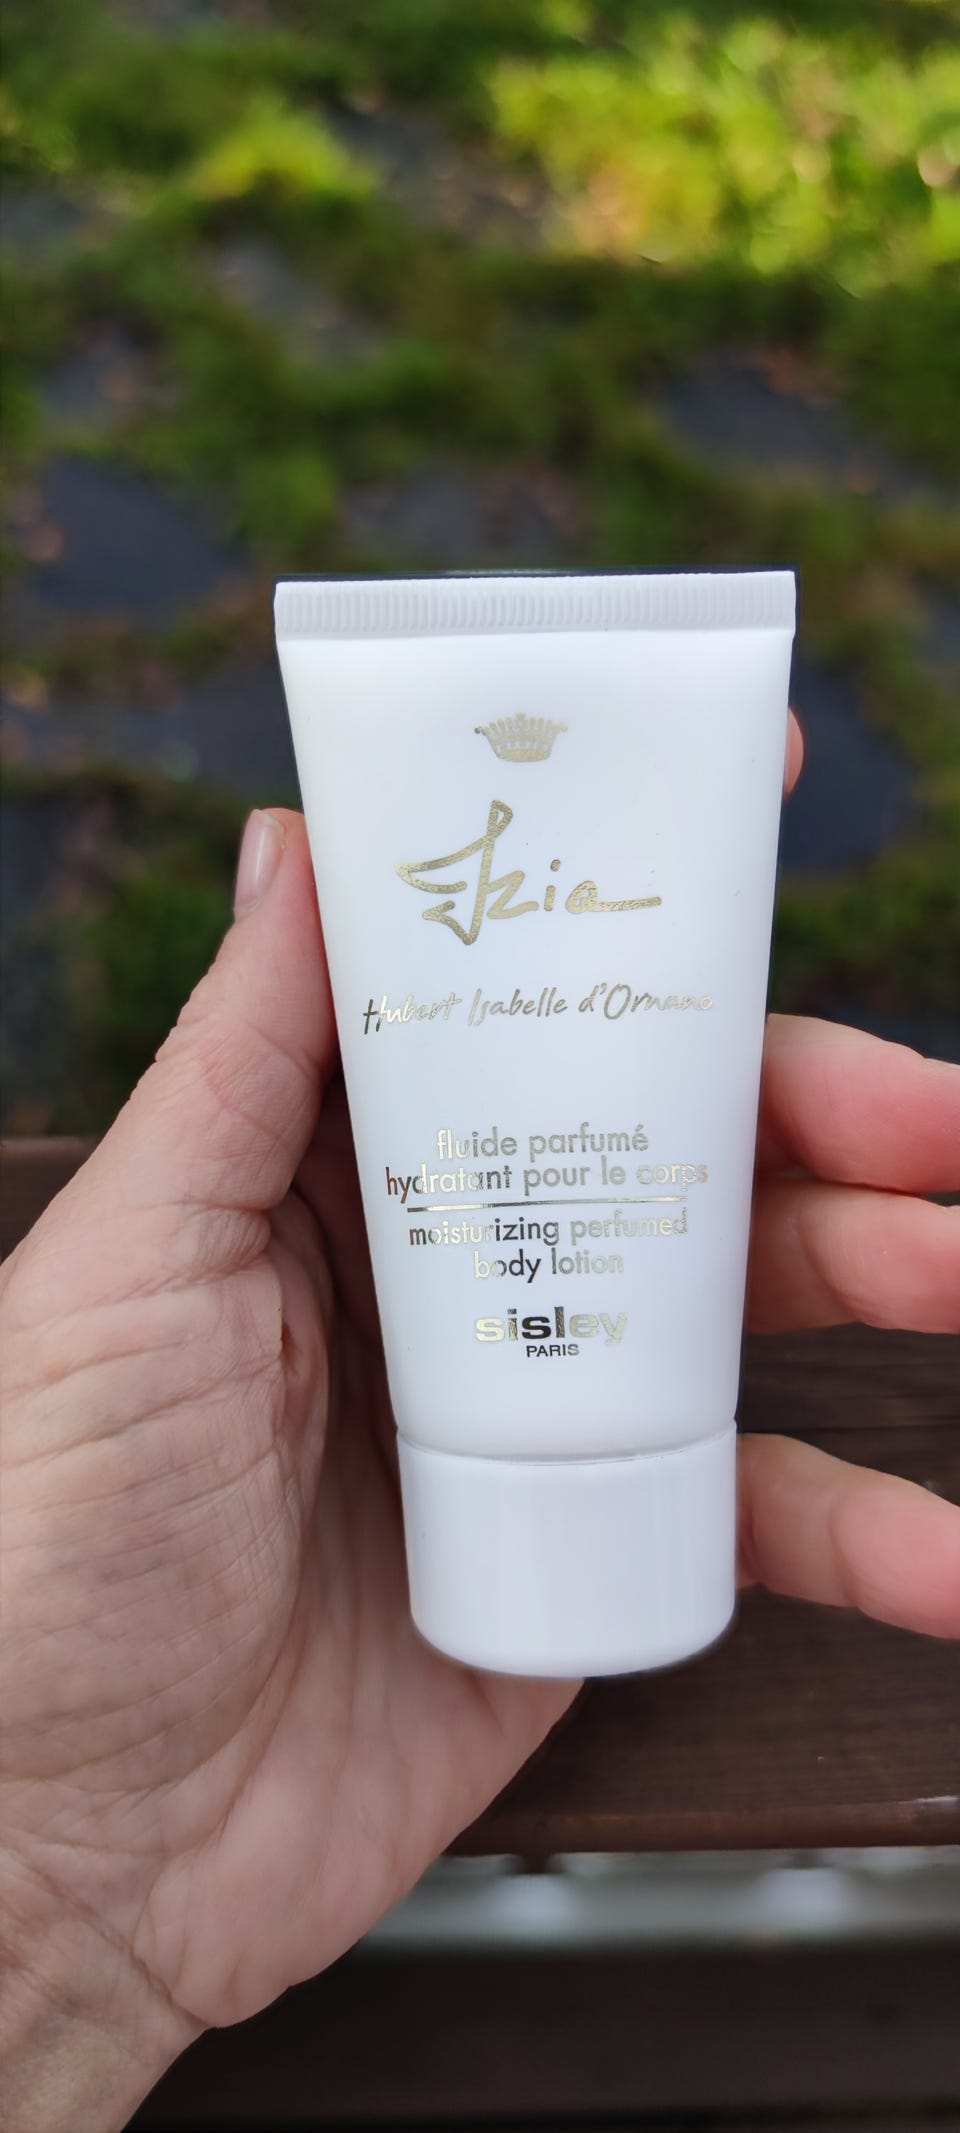 Izia
Hubert Isabelle d'Ornano
fluide parfumé
hydratant pour le corps
moisturizing perfumed
body lotion
sisley
PARIS